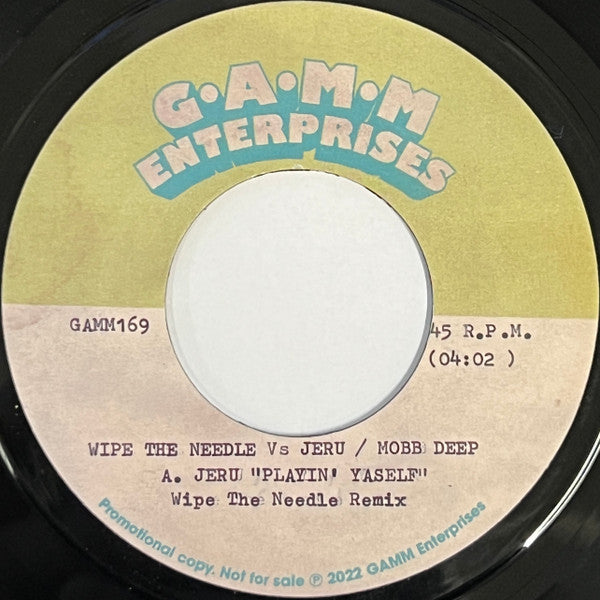 G•A•M•M
ENTERPRISES
GAMM169
45 R.P.M.
(04:02 )
WIPE THE NEEDLE Vs JERU / MOBB DEEP
A. JERU "PLAYIN' YASELF"
Wipe The Needle Remix
Promotional copy. Not for sale ℗ 2022 GAMM Enterprises